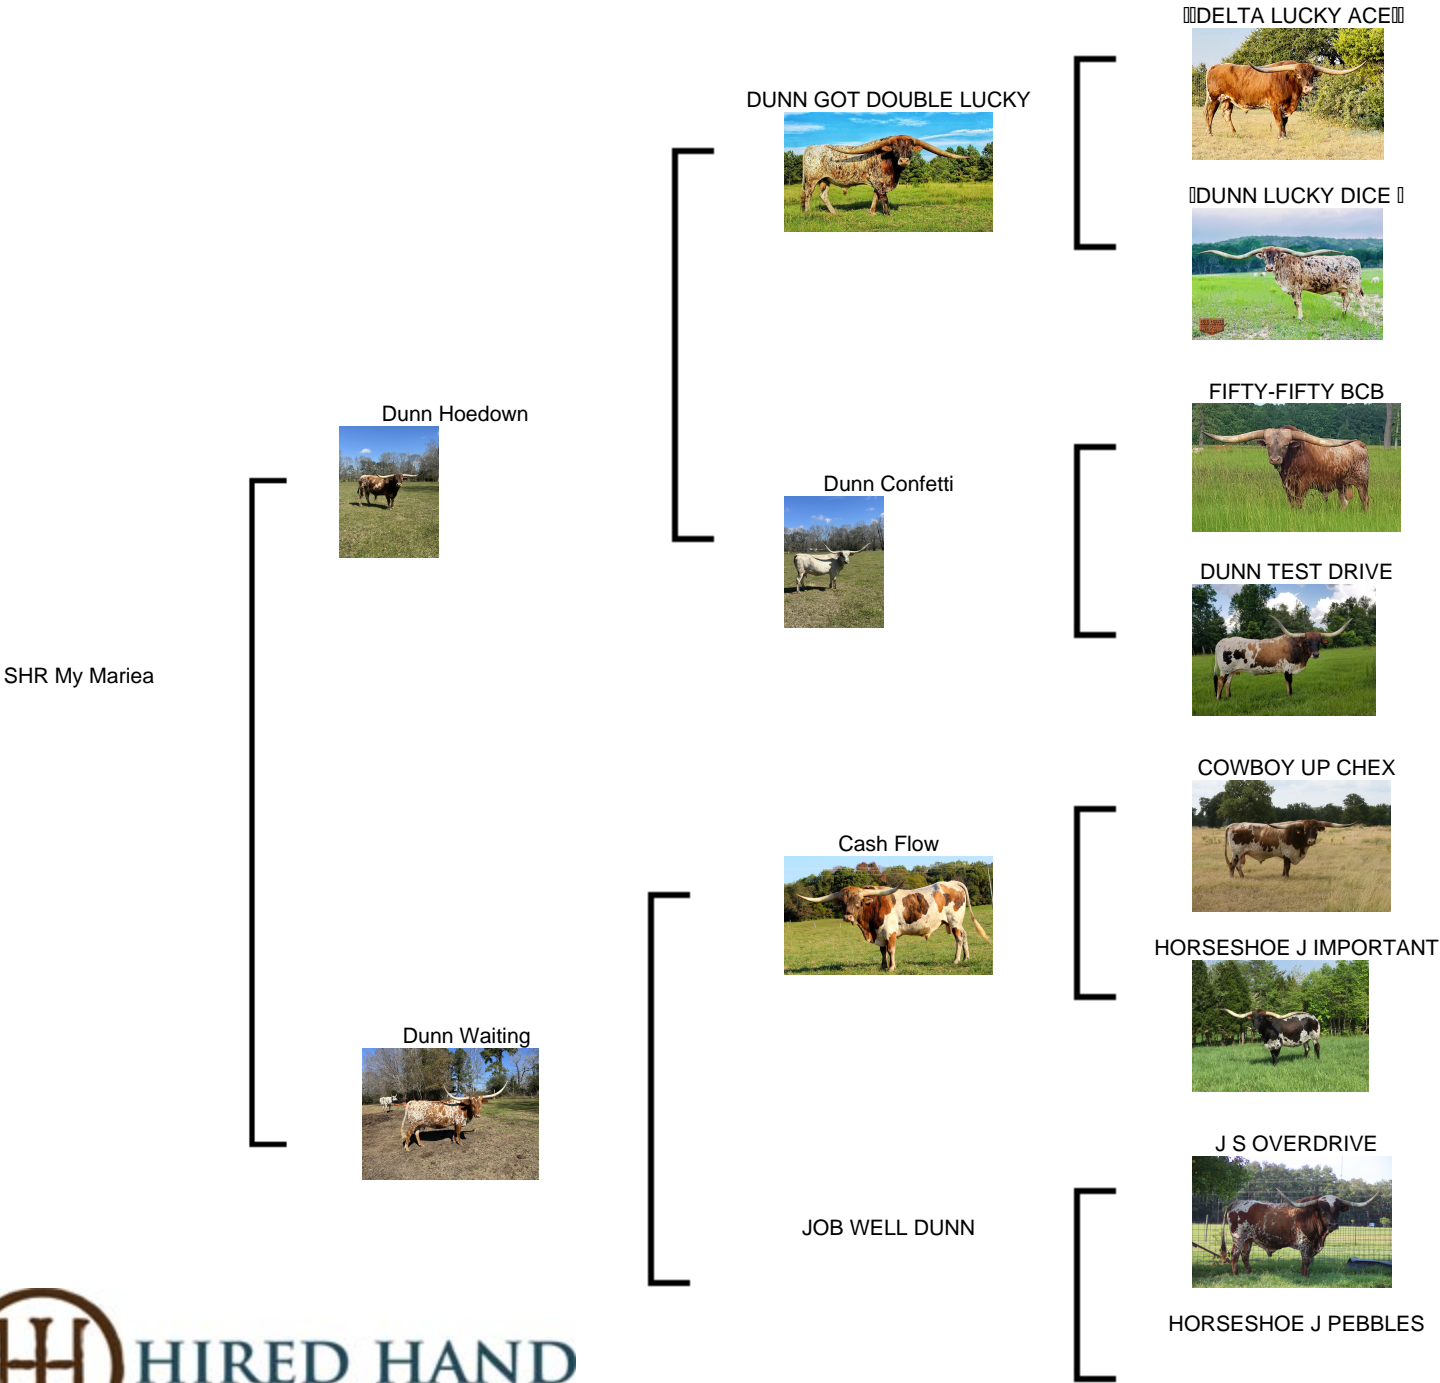 DELTA LUCKY ACE
DUNN GOT DOUBLE LUCKY
DUNN LUCKY DICE
FIFTY-FIFTY BCB
Dunn Hoedown
Dunn Confetti
DUNN TEST DRIVE
SHR My Mariea
COWBOY UP CHEX
Cash Flow
HORSESHOE J IMPORTANT
Dunn Waiting
J S OVERDRIVE
JOB WELL DUNN
HORSESHOE J PEBBLES
HIRED HAND